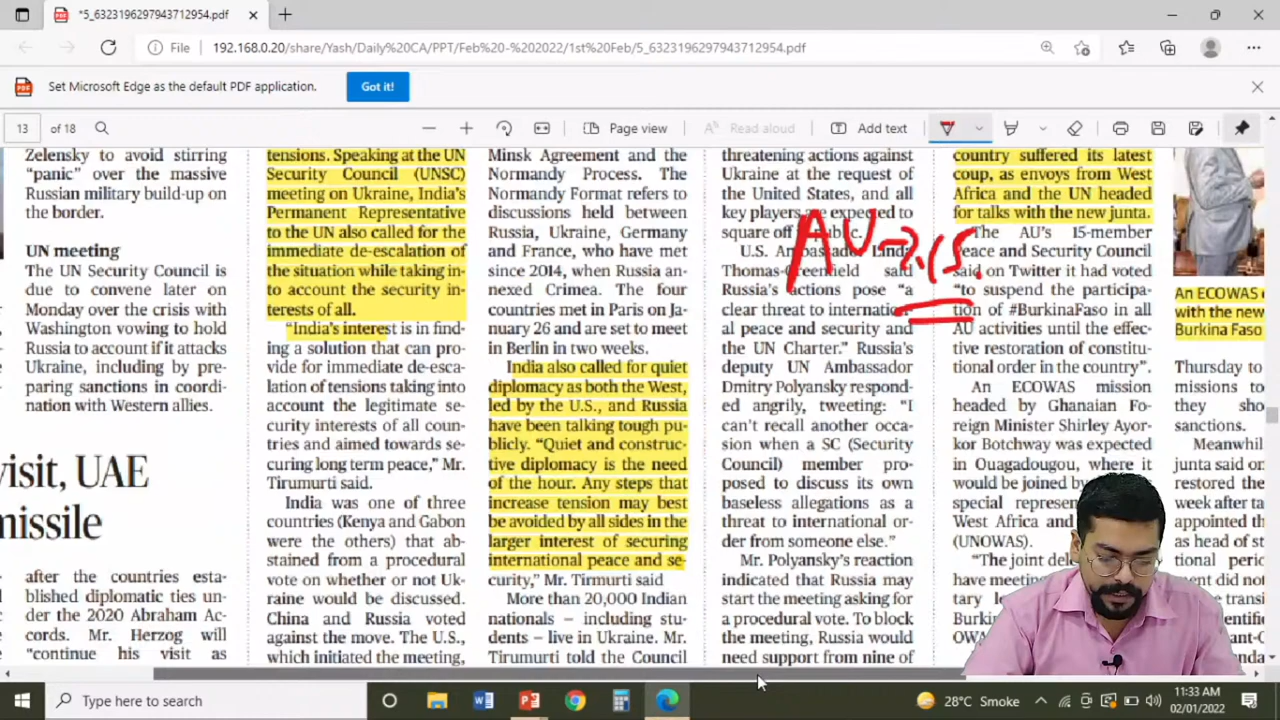 *5_6323196297943712954.pdf
File
192.168.0.20/share/Yash/Daily%20CA/PPT/Feb%20-%202022/1st%20Feb/5_6323196297943712954.pdf
Set Microsoft Edge as the default PDF application.
Got it!
13 of 18
Page view
Read aloud
Add text
Zelensky to avoid stirring
“panic” over the massive
Russian military build-up on
the border.
UN meeting
The UN Security Council is
due to convene later on
Monday over the crisis with
Washington vowing to hold
Russia to account if it attacks
Ukraine, including by pre-
paring sanctions in coordi-
nation with Western allies.
visit, UAE
missile
after the countries esta-
blished diplomatic ties un-
der the 2020 Abraham Ac-
cords. Mr. Herzog will
“continue his visit as
tensions. Speaking at the UN
Security Council (UNSC)
meeting on Ukraine, India’s
Permanent Representative
to the UN also called for the
immediate de-escalation of
the situation while taking in-
to account the security in-
terests of all.
“India’s interest is in find-
ing a solution that can pro-
vide for immediate de-esca-
lation of tensions taking into
account the legitimate se-
curity interests of all coun-
tries and aimed towards se-
curing long term peace,” Mr.
Tirumurti said.
India was one of three
countries (Kenya and Gabon
were the others) that ab-
stained from a procedural
vote on whether or not Uk-
raine would be discussed.
China and Russia voted
against the move. The U.S.,
which initiated the meeting,
Minsk Agreement and the
Normandy Process. The
Normandy Format refers to
discussions held between
Russia, Ukraine, Germany
and France, who have met
since 2014, when Russia an-
nexed Crimea. The four
countries met in Paris on Ja-
nuary 26 and are set to meet
in Berlin in two weeks.
India also called for quiet
diplomacy as both the West,
led by the U.S., and Russia
have been talking tough pu-
blicly. “Quiet and construc-
tive diplomacy is the need
of the hour. Any steps that
increase tension may best
be avoided by all sides in the
larger interest of securing
international peace and se-
curity,” Mr. Tirmurti said
More than 20,000 Indian
nationals – including stu-
dents – live in Ukraine. Mr.
Tirumurti told the Council
threatening actions against
Ukraine at the request of
the United States, and all
key players are expected to
square off in public.
U.S. Ambassador Linda
Thomas-Greenfield said
Russia’s actions pose “a
clear threat to internation-
al peace and security and
the UN Charter.” Russia’s
deputy UN Ambassador
Dmitry Polyansky respond-
ed angrily, tweeting: “I
can’t recall another occa-
sion when a SC (Security
Council) member pro-
posed to discuss its own
baseless allegations as a
threat to international or-
der from someone else.”
Mr. Polyansky’s reaction
indicated that Russia may
start the meeting asking for
a procedural vote. To block
the meeting, Russia would
need support from nine of
AU
country suffered its latest
coup, as envoys from West
Africa and the UN headed
for talks with the new junta.
The AU’s 15-member
Peace and Security Council
said on Twitter it had voted
“to suspend the participa-
tion of #BurkinaFaso in all
AU activities until the effec-
tive restoration of constitu-
tional order in the country”.
An ECOWAS mission
headed by Ghanaian Fo-
reign Minister Shirley Ayor-
kor Botchway was expected
in Ouagadougou, where it
would be joined by
special
West Africa and
(UNOWAS).
“The joint
have
An ECOWAS
with the new
Burkina Faso
Thursday to
missions to
they
sanctions.
Meanwhil
junta said on
restored the
week after
appointed
as head of
Type here to search
28°C Smoke
11:33 AM
02/01/2022